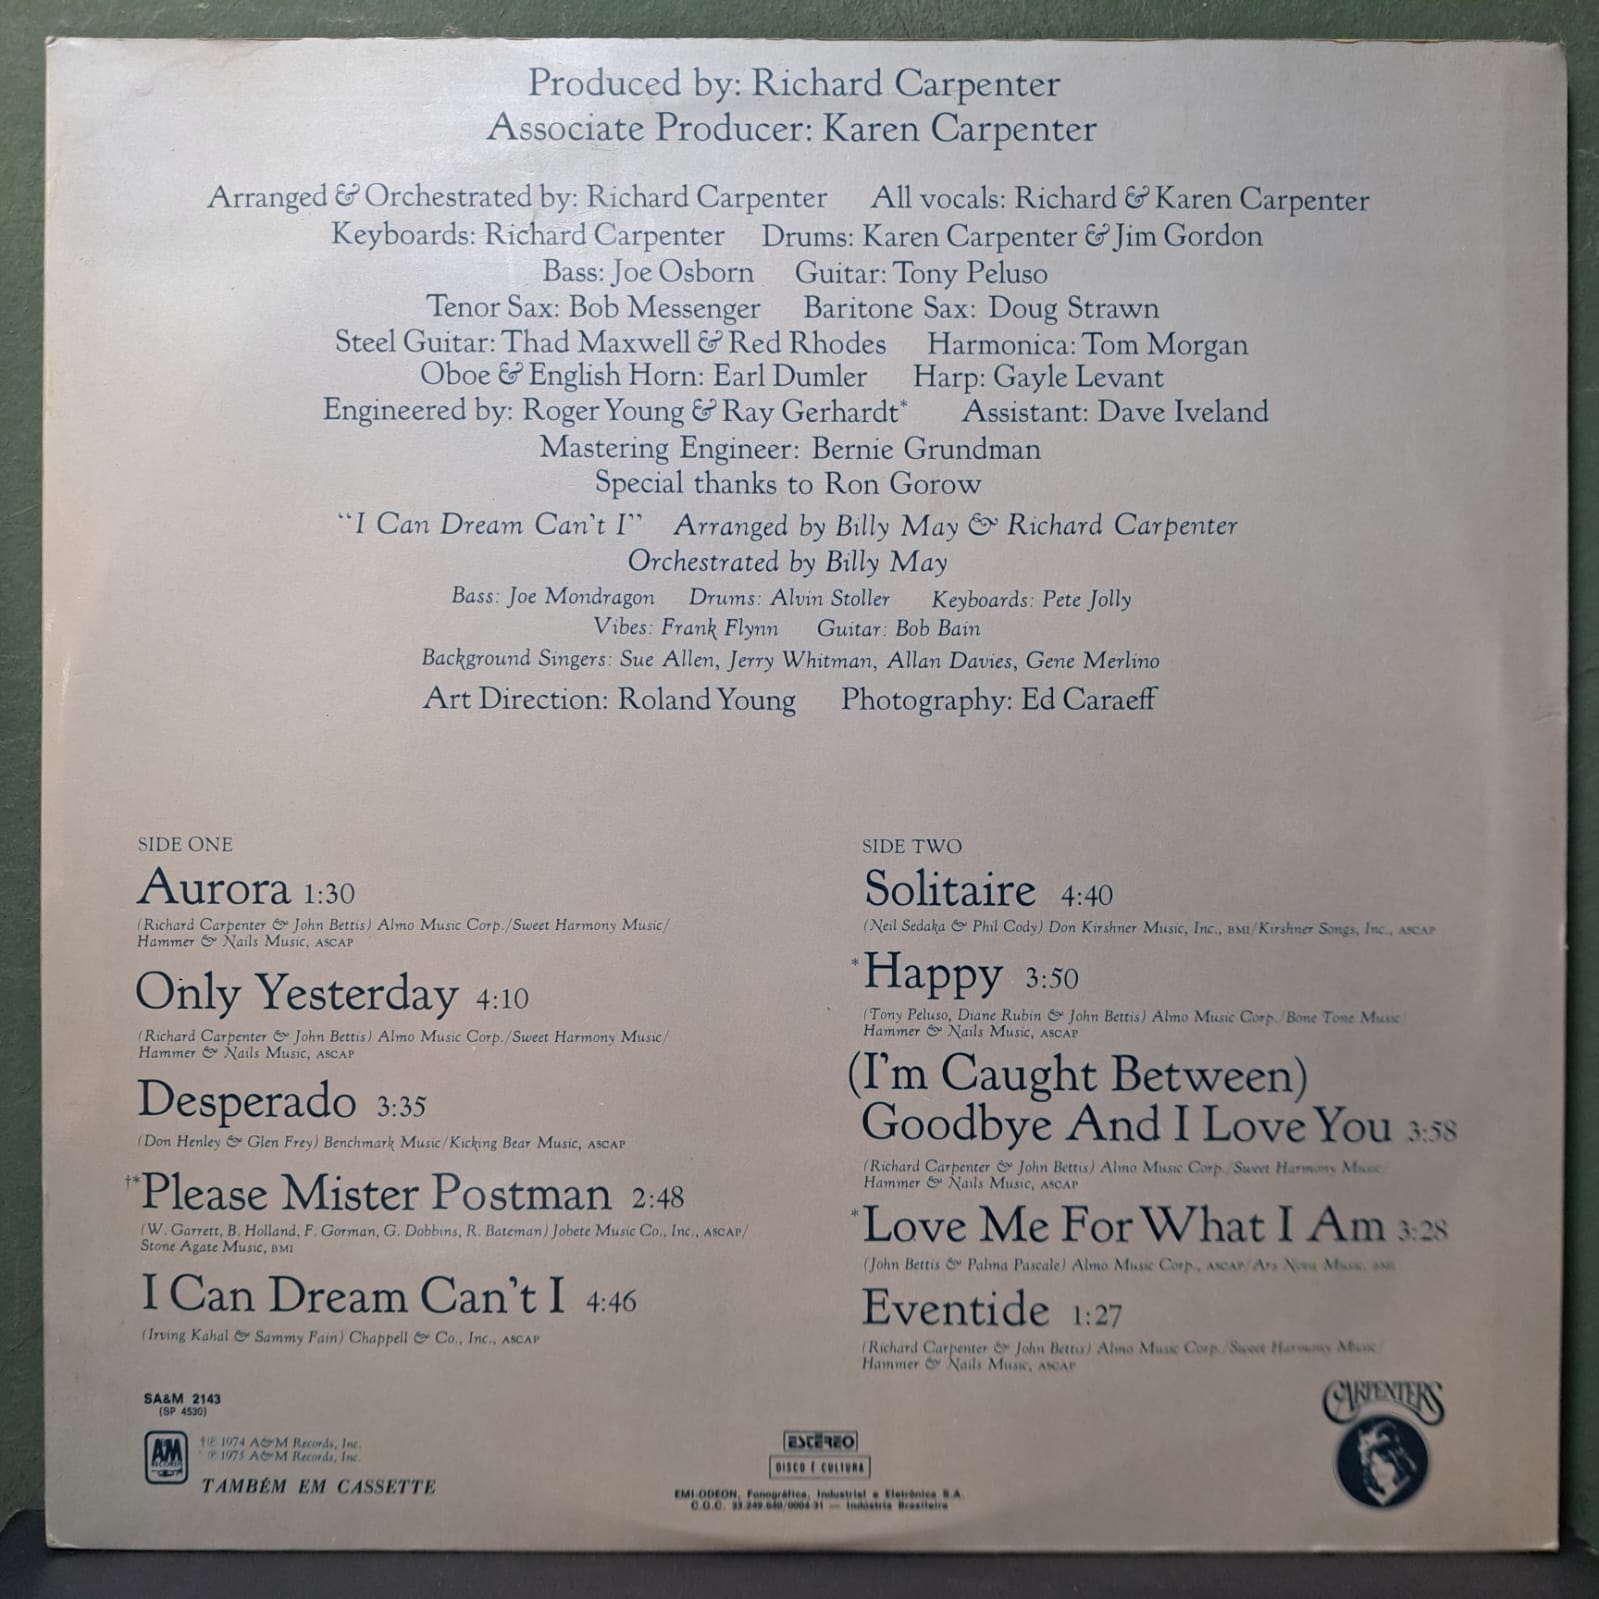 Produced by: Richard Carpenter
Associate Producer: Karen Carpenter
Arranged & Orchestrated by: Richard Carpenter All vocals: Richard & Karen Carpenter
Keyboards: Richard Carpenter Drums: Karen Carpenter & Jim Gordon
Bass: Joe Osborn Guitar: Tony Peluso
Tenor Sax: Bob Messenger Baritone Sax: Doug Strawn
Steel Guitar: Thad Maxwell & Red Rhodes Harmonica: Tom Morgan
Oboe & English Horn: Earl Dumler Harp: Gayle Levant
Engineered by: Roger Young & Ray Gerhardt* Assistant: Dave Iveland
Mastering Engineer: Bernie Grundman
Special thanks to Ron Gorow
“I Can Dream Can't I” Arranged by Billy May & Richard Carpenter
Orchestrated by Billy May
Bass: Joe Mondragon Drums: Alvin Stoller Keyboards: Pete Jolly
Vibes: Frank Flynn Guitar: Bob Bain
Background Singers: Sue Allen, Jerry Whitman, Allan Davies, Gene Merlino
Art Direction: Roland Young Photography: Ed Caraeff
SIDE ONE
Aurora 1:30
(Richard Carpenter & John Bettis) Almo Music Corp./Sweet Harmony Music/
Hammer & Nails Music, ASCAP
Only Yesterday 4:10
(Richard Carpenter & John Bettis) Almo Music Corp./Sweet Harmony Music/
Hammer & Nails Music, ASCAP
Desperado 3:35
(Don Henley & Glen Frey) Benchmark Music/Kicking Bear Music, ASCAP
†*Please Mister Postman 2:48
(W. Garrett, B. Holland, F. Gorman, G. Dobbins, R. Bateman) Jobete Music Co., Inc., ASCAP/
Stone Agate Music, BMI
I Can Dream Can't I 4:46
(Irving Kahal & Sammy Fain) Chappell & Co., Inc., ASCAP
SIDE TWO
Solitaire 4:40
(Neil Sedaka & Phil Cody) Don Kirshner Music, Inc., BMI/Kirshner Songs, Inc., ASCAP
*Happy 3:50
(Tony Peluso, Diane Rubin & John Bettis) Almo Music Corp./Bone Tone Music/
Hammer & Nails Music, ASCAP
(I'm Caught Between)
Goodbye And I Love You 3:58
(Richard Carpenter & John Bettis) Almo Music Corp./Sweet Harmony Music/
Hammer & Nails Music, ASCAP
*Love Me For What I Am 3:28
(John Bettis & Palma Pascale) Almo Music Corp., ASCAP/Ars Nova Music, BMI
Eventide 1:27
(Richard Carpenter & John Bettis) Almo Music Corp./Sweet Harmony Music/
Hammer & Nails Music, ASCAP
SA&M 2143
(SP 4530)
AM
RECORDS
†℗ 1974 A&M Records, Inc.
℗ 1975 A&M Records, Inc.
TAMBÉM EM CASSETTE
ESTÉREO
DISCO É CULTURA
EMI-ODEON, Fonográfica, Industrial e Eletrônica S.A.
C.G.C. 33.249.640/0004-31 — Indústria Brasileira
CARPENTERS